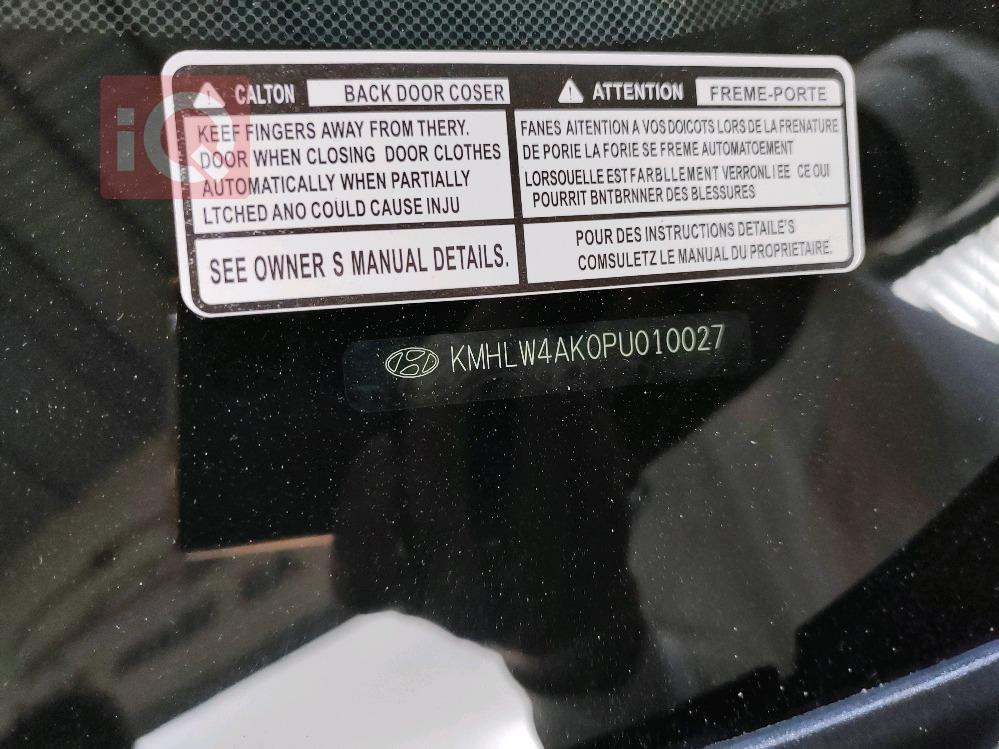 iQ
CALTON BACK DOOR COSER
KEEF FINGERS AWAY FROM THERY.
DOOR WHEN CLOSING DOOR CLOTHES
AUTOMATICALLY WHEN PARTIALLY
LTCHED ANO COULD CAUSE INJU
SEE OWNER S MANUAL DETAILS.
ATTENTION FREME-PORTE
FANES AITENTION A VOS DOICOTS LORS DE LA FRENATURE
DE PORIE LA FORIE SE FREME AUTOMATOEMENT
LORSOUELLE EST FARBLLEMENT VERRONLIEE CE OUI
POURRIT BNTBRNNER DES BLESSURES
POUR DES INSTRUCTIONS DETAILE'S
COMSULETZ LE MANUAL DU PROPRIETAIRE.
KMHLW4AK0PU010027